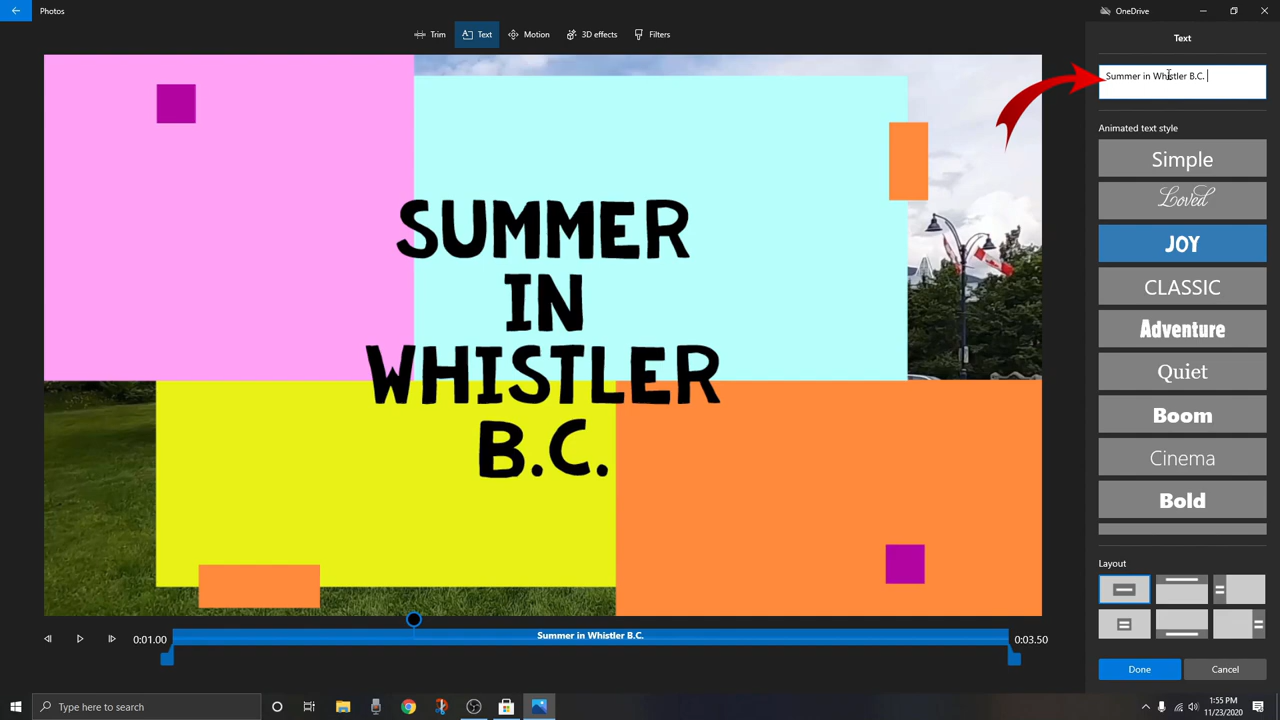 Photos
OneDrive
Trim
Text
Motion
3D effects
Filters
Text
Summer in Whistler B.C.
Animated text style
Simple
Loved
JOY
CLASSIC
Adventure
Quiet
Boom
Cinema
Bold
SUMMER
IN
WHISTLER
B.C.
Layout
0:01.00
Summer in Whistler B.C.
0:03.50
Done
Cancel
Type here to search
1:55 PM
11/23/2020